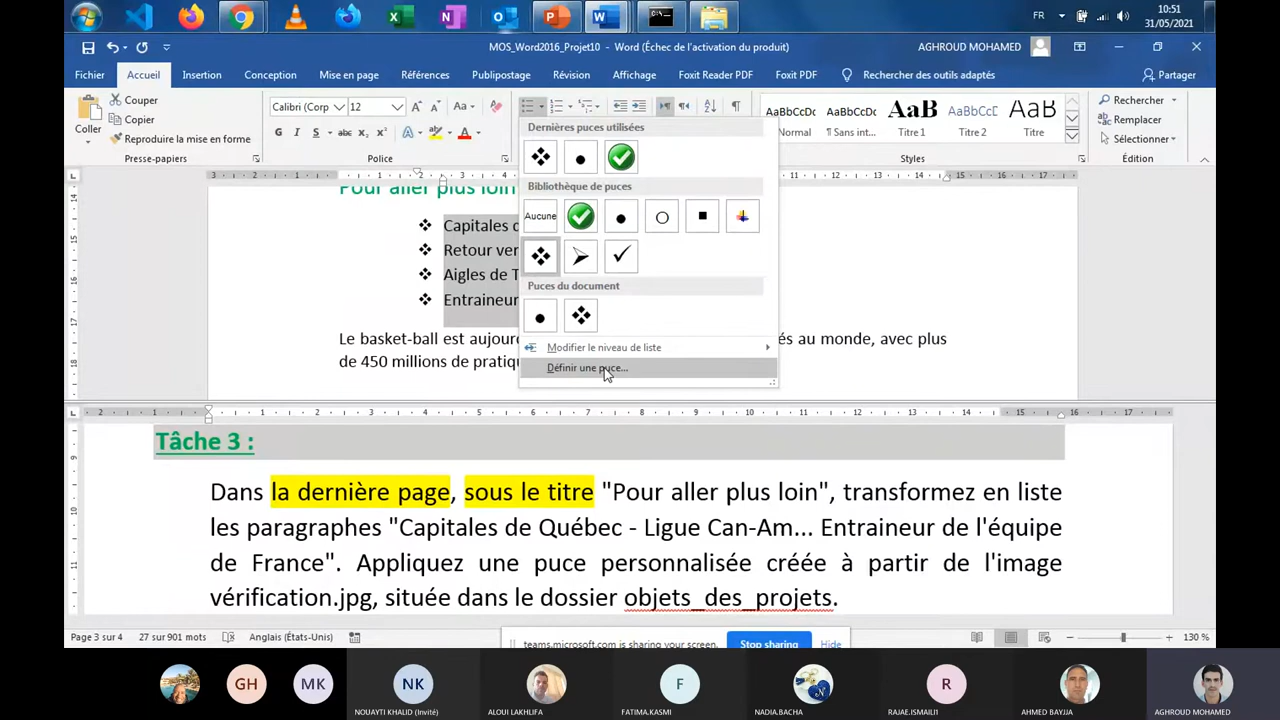 10:51
FR
31/05/2021
MOS_Word2016_Projet10 - Word (Échec de l'activation du produit)
AGHROUD MOHAMED
Fichier Accueil Insertion Conception Mise en page Références Publipostage Révision Affichage Foxit Reader PDF Foxit PDF Rechercher des outils adaptés Partager
Coller
Couper
Copier
Reproduire la mise en forme
Presse-papiers
Calibri (Corp 12
G I S abc x₂ x²
Police
AaBbCcDc AaBbCcDc AaB AaBbCcD AaBbCcDc
Normal ¶ Sans int... Titre 1 Titre 2 Titre
Styles
Rechercher
Remplacer
Sélectionner
Édition
Dernières puces utilisées
Bibliothèque de puces
Aucune
Puces du document
Modifier le niveau de liste
Définir une puce...
Pour aller plus loin
Capitales d
Retour ver
Aigles de T
Entraineur
Le basket-ball est aujourd és au monde, avec plus
de 450 millions de pratiq
Tâche 3 :
Dans la dernière page, sous le titre "Pour aller plus loin", transformez en liste
les paragraphes "Capitales de Québec - Ligue Can-Am... Entraineur de l'équipe
de France". Appliquez une puce personnalisée créée à partir de l'image
vérification.jpg, située dans le dossier objets_des_projets.
Page 3 sur 4 27 sur 901 mots Anglais (États-Unis)
130 %
teams.microsoft.com is sharing your screen. Stop sharing Hide
GH
MK
NK
F
R
NOUAYTI KHALID (Invité)
ALOUI LAKHLIFA
FATIMA.KASMI
NADIA.BACHA
RAJAE.ISMAILI1
AHMED BAYJJA
AGHROUD MOHAMED